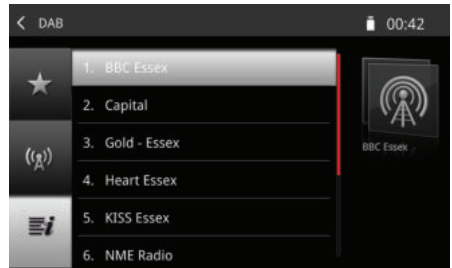 DAB
00:42
1. BBC Essex
2. Capital
3. Gold - Essex
4. Heart Essex
5. KISS Essex
6. NME Radio
BBC Essex